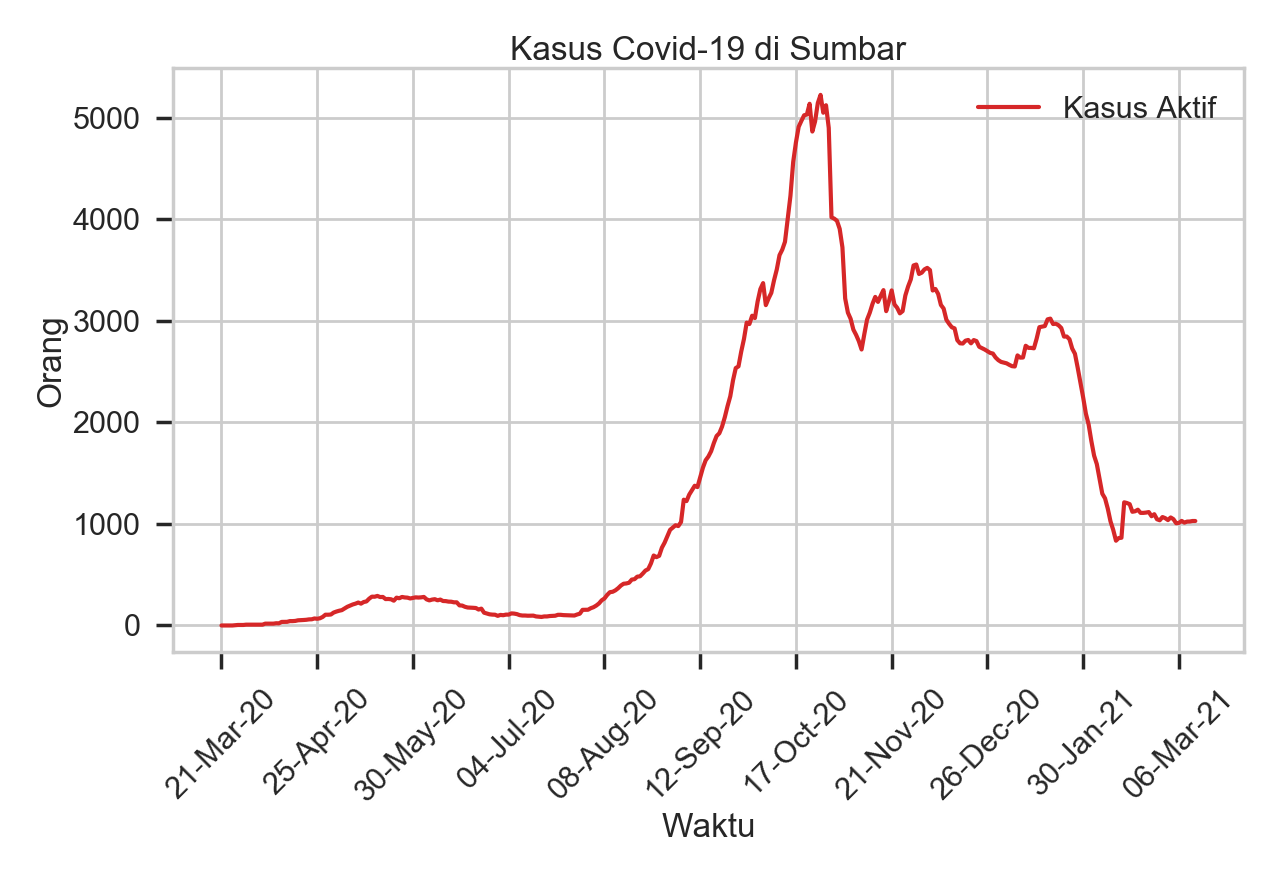 Kasus Covid-19 di Sumbar
Kasus Aktif
5000
4000
3000
2000
1000
0
Orang
21-Mar-20
25-Apr-20
30-May-20
04-Jul-20
08-Aug-20
12-Sep-20
17-Oct-20
21-Nov-20
26-Dec-20
30-Jan-21
06-Mar-21
Waktu